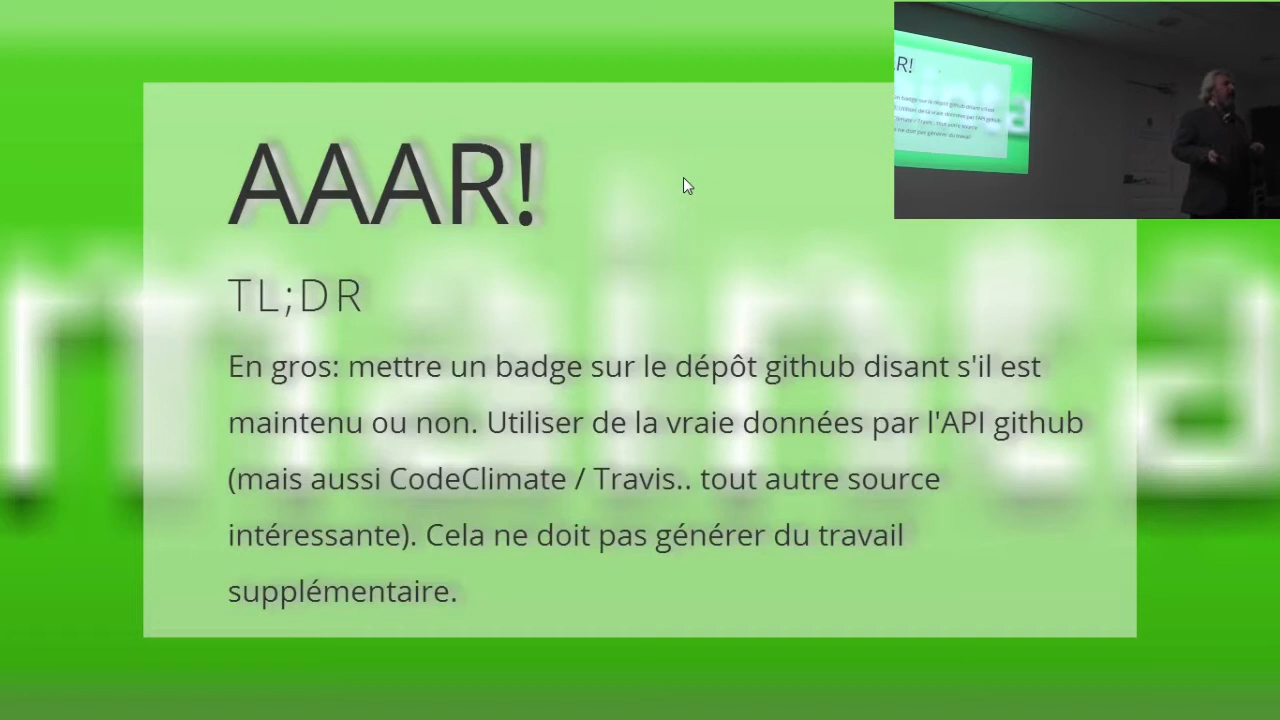 AAAR!
TL;DR
En gros: mettre un badge sur le dépôt github disant s'il est
maintenu ou non. Utiliser de la vraie données par l'API github
(mais aussi CodeClimate / Travis.. tout autre source
intéressante). Cela ne doit pas générer du travail
supplémentaire.